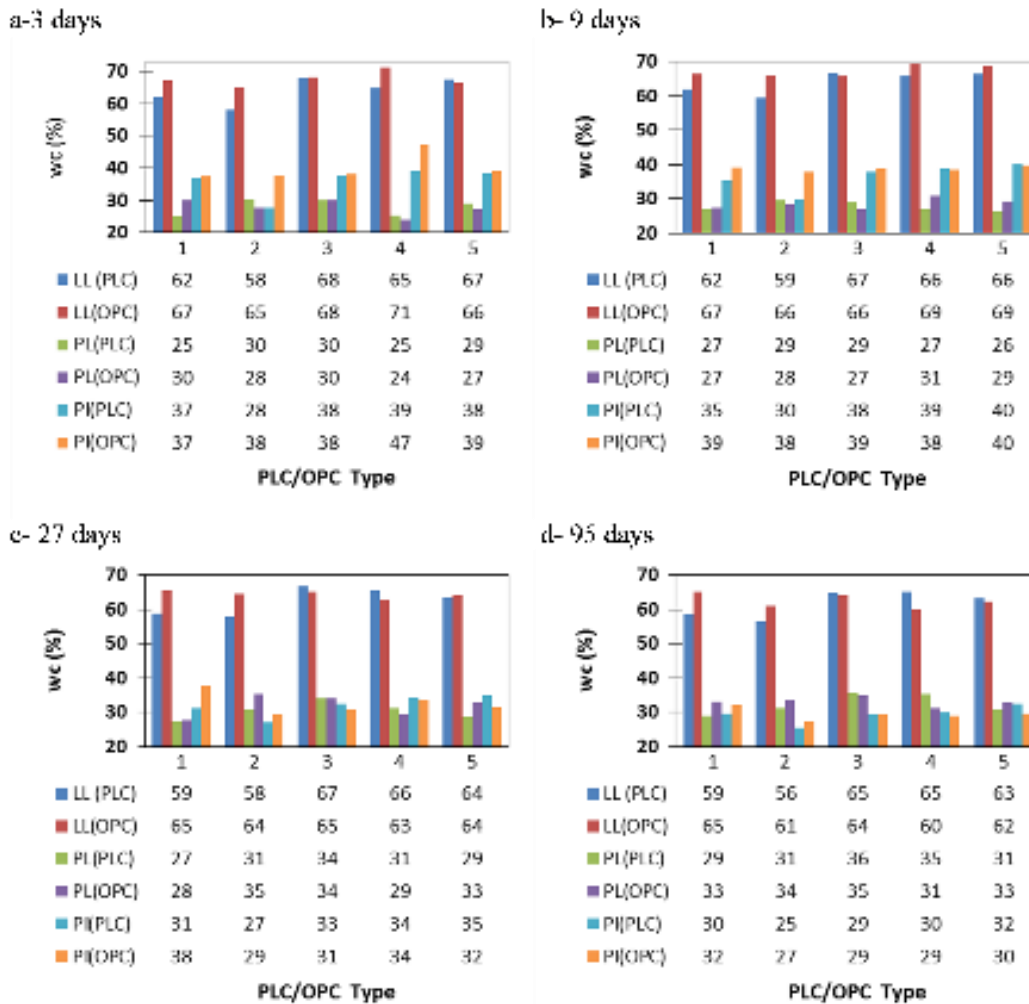 a-3 days
70
60
50
40
30
20
wc (%)
1 2 3 4 5
LL (PLC) 62 58 68 65 67
LL(OPC) 67 65 68 71 66
PL(PLC) 25 30 30 25 29
PL(OPC) 30 28 30 24 27
PI(PLC) 37 28 38 39 38
PI(OPC) 37 38 38 47 39
PLC/OPC Type
b- 9 days
70
60
50
40
30
20
wc (%)
1 2 3 4 5
LL (PLC) 62 59 67 66 66
LL(OPC) 67 66 66 69 69
PL(PLC) 27 29 29 27 26
PL(OPC) 27 28 27 31 29
PI(PLC) 35 30 38 39 40
PI(OPC) 39 38 39 38 40
PLC/OPC Type
c- 27 days
70
60
50
40
30
20
wc (%)
1 2 3 4 5
LL (PLC) 59 58 67 66 64
LL(OPC) 65 64 65 63 64
PL(PLC) 27 31 34 31 29
PL(OPC) 28 35 34 29 33
PI(PLC) 31 27 33 34 35
PI(OPC) 38 29 31 34 32
PLC/OPC Type
d- 95 days
70
60
50
40
30
20
wc (%)
1 2 3 4 5
LL (PLC) 59 56 65 65 63
LL(OPC) 65 61 64 60 62
PL(PLC) 29 31 36 35 31
PL(OPC) 33 34 35 31 33
PI(PLC) 30 25 29 30 32
PI(OPC) 32 27 29 29 30
PLC/OPC Type